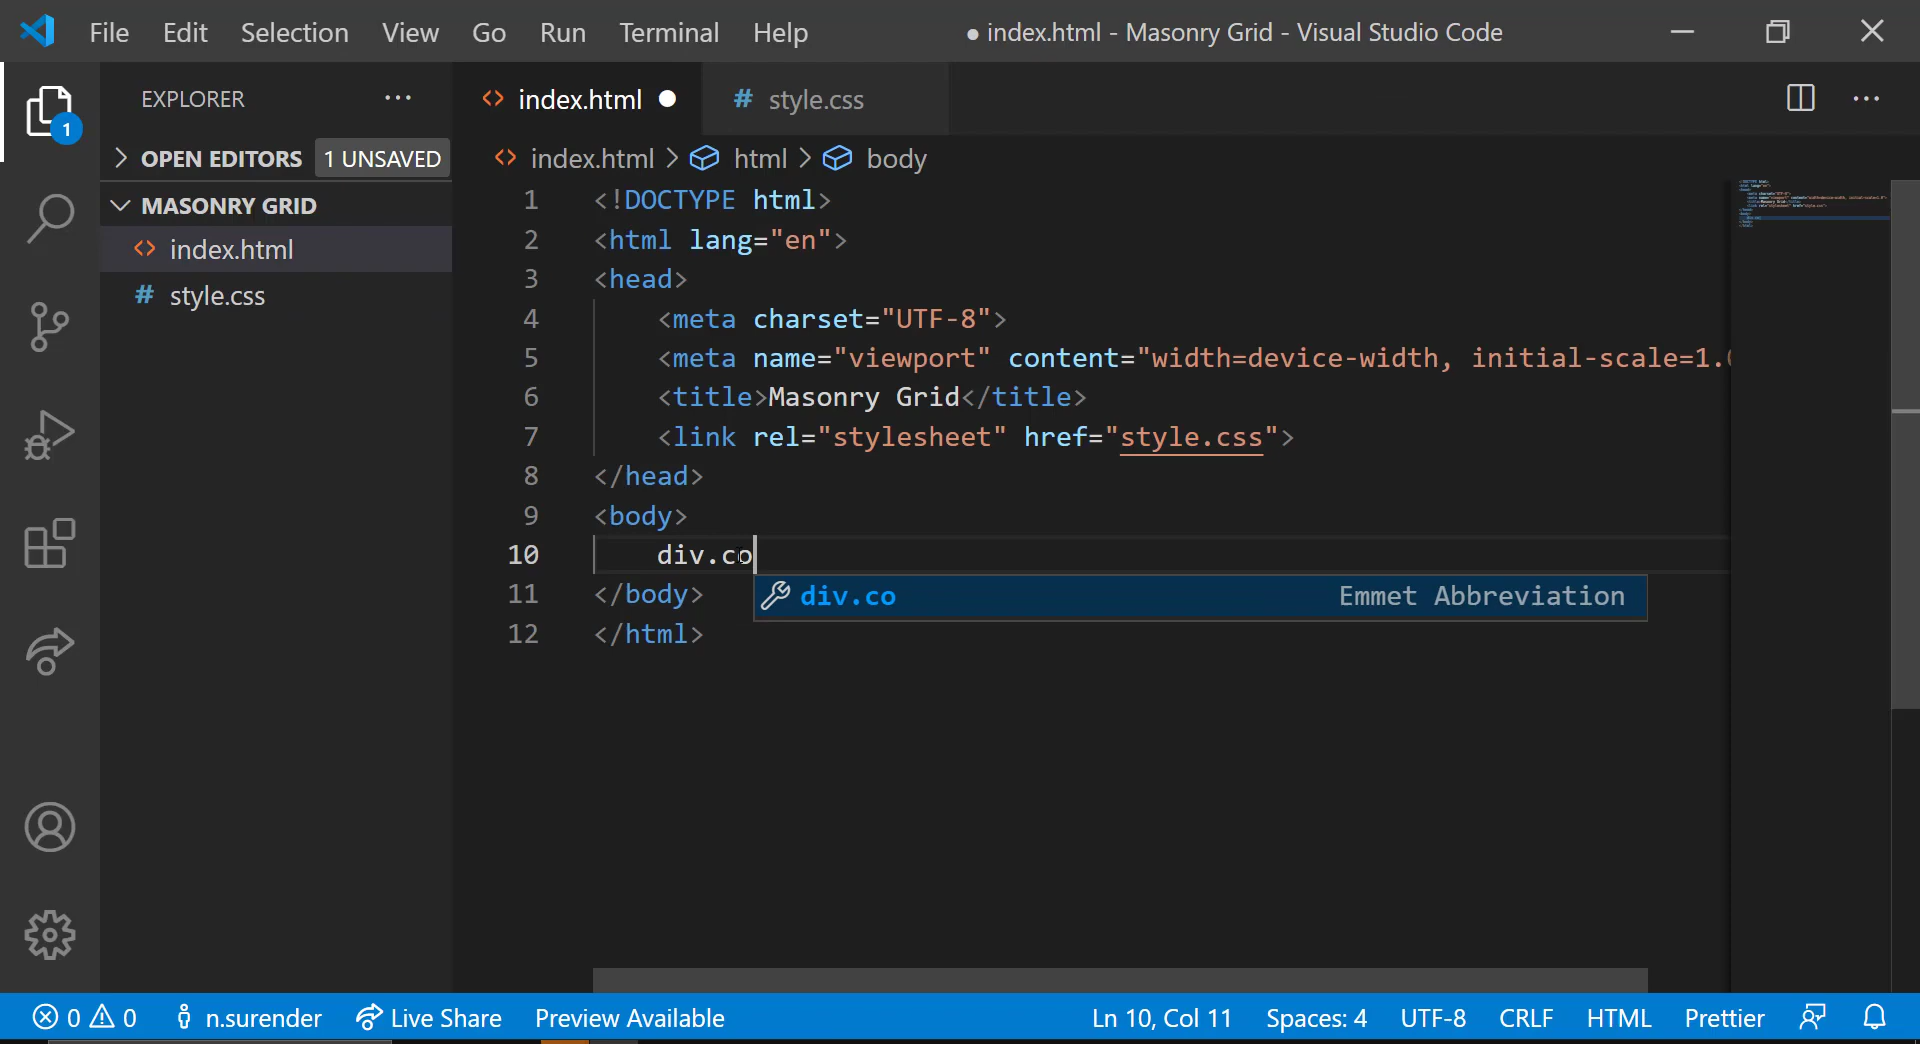 File Edit Selection View Go Run Terminal Help ● index.html - Masonry Grid - Visual Studio Code
EXPLORER ···
1
OPEN EDITORS 1 UNSAVED
MASONRY GRID
<> index.html
# style.css
<> index.html ● # style.css ···
<> index.html > html > body
1 <!DOCTYPE html>
2 <html lang="en">
3 <head>
4 <meta charset="UTF-8">
5 <meta name="viewport" content="width=device-width, initial-scale=1.
6 <title>Masonry Grid</title>
7 <link rel="stylesheet" href="style.css">
8 </head>
9 <body>
10 div.co
div.co Emmet Abbreviation
11 </body>
12 </html>
0 0 n.surender Live Share Preview Available Ln 10, Col 11 Spaces: 4 UTF-8 CRLF HTML Prettier